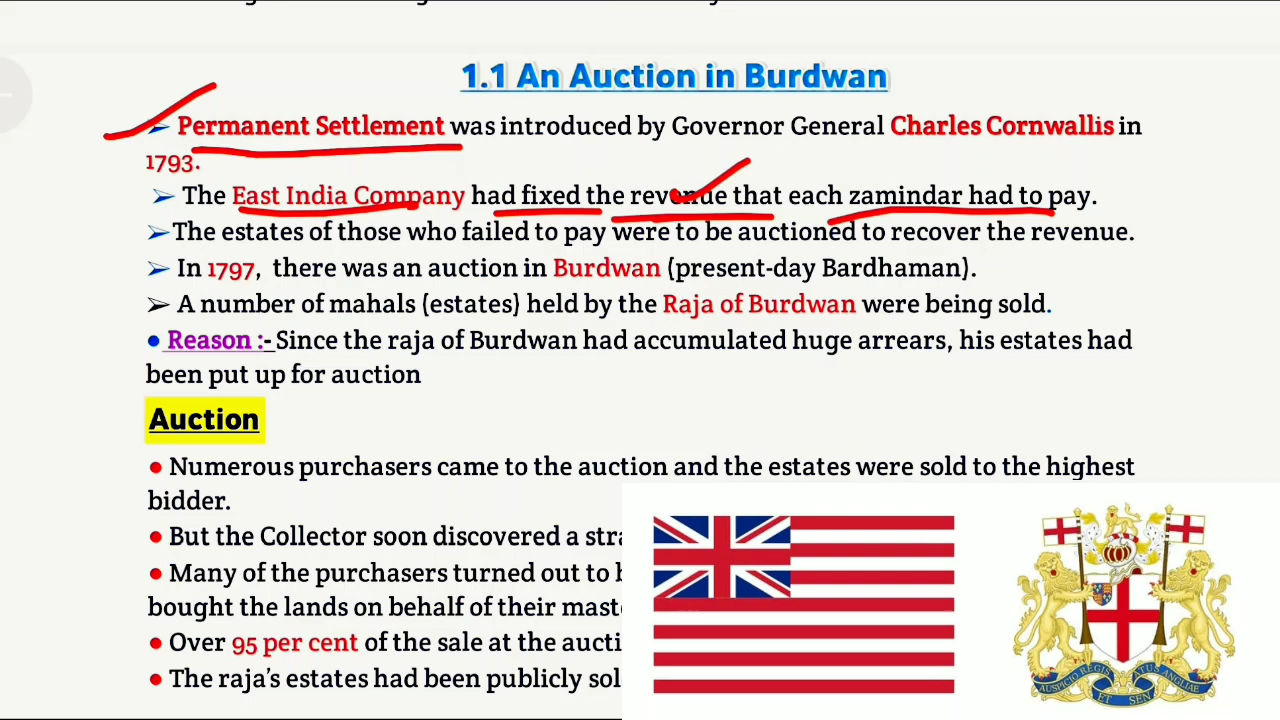 1.1 An Auction in Burdwan
➢ Permanent Settlement was introduced by Governor General Charles Cornwallis in
1793.
➢ The East India Company had fixed the revenue that each zamindar had to pay.
➢The estates of those who failed to pay were to be auctioned to recover the revenue.
➢ In 1797, there was an auction in Burdwan (present-day Bardhaman).
➢ A number of mahals (estates) held by the Raja of Burdwan were being sold.
● Reason :- Since the raja of Burdwan had accumulated huge arrears, his estates had
been put up for auction
Auction
● Numerous purchasers came to the auction and the estates were sold to the highest
bidder.
● But the Collector soon discovered a
● Many of the purchasers turned out to
bought the lands on behalf of their
● Over 95 per cent of the sale at the
● The raja's estates had been publicly
AUSPICIO REGIS ET SEN TUS ANGLIAE